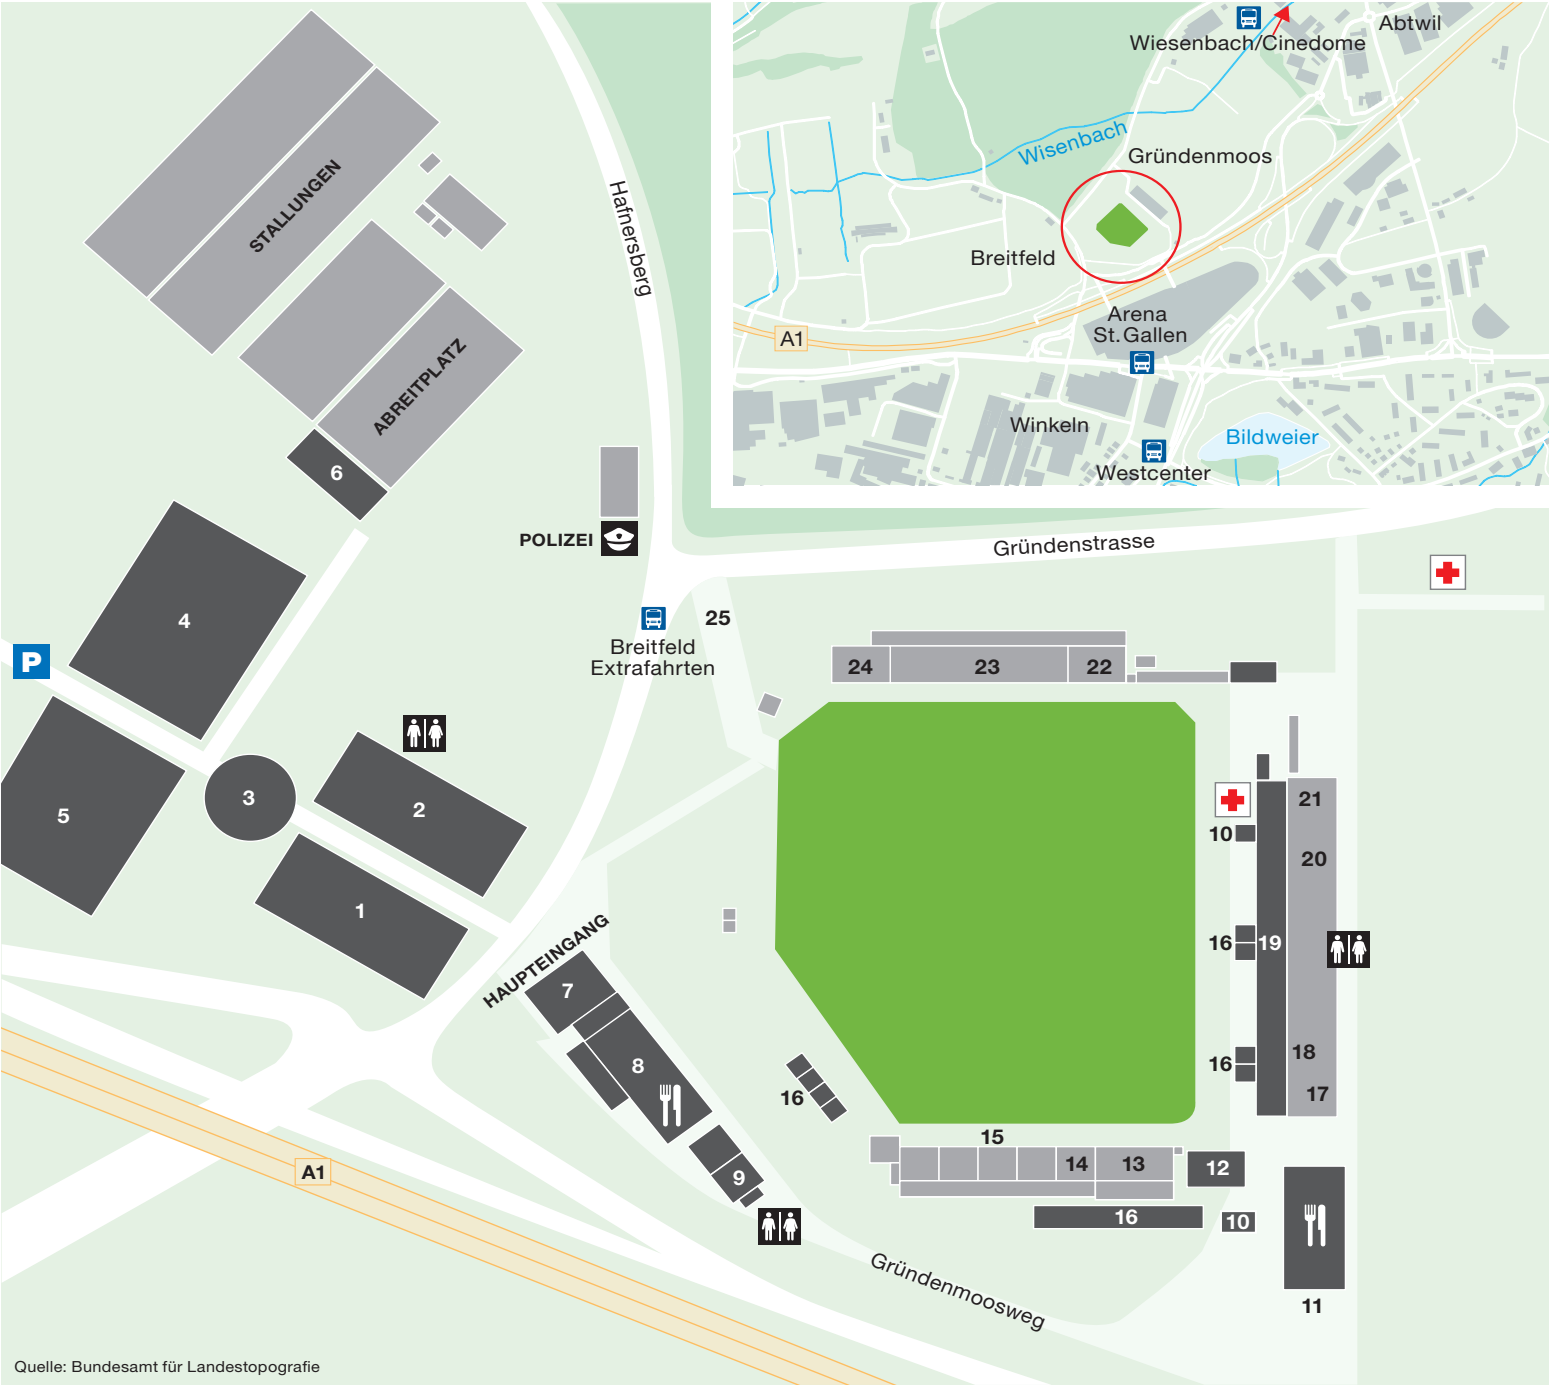 STALLUNGEN
ABREITPLATZ
6
Hafnersberg
Abtwil
Wiesenbach/Cinedome
Wisenbach
Gründenmoos
Breitfeld
Arena
St. Gallen
A1
Winkeln
Bildweier
Westcenter
POLIZEI
Gründenstrasse
4
P
25
Breitfeld
Extrafahrten
24
23
22
5
3
2
1
21
10
20
HAUPTEINGANG
7
16
19
8
16
18
16
17
15
14
13
12
9
16
10
A1
11
Gründenmoosweg
Quelle: Bundesamt für Landestopografie